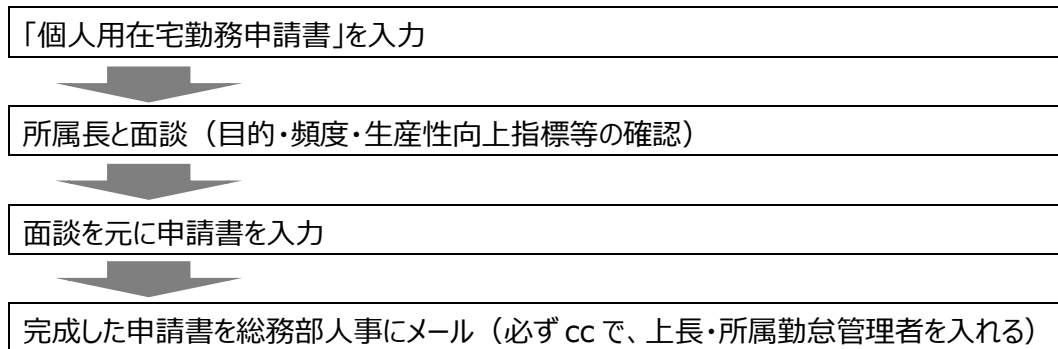 「個人用在宅勤務申請書」を入力
所属長と面談（目的・頻度・生産性向上指標等の確認）
面談を元に申請書を入力
完成した申請書を総務部人事にメール（必ず cc で、上長・所属勤怠管理者を入れる）